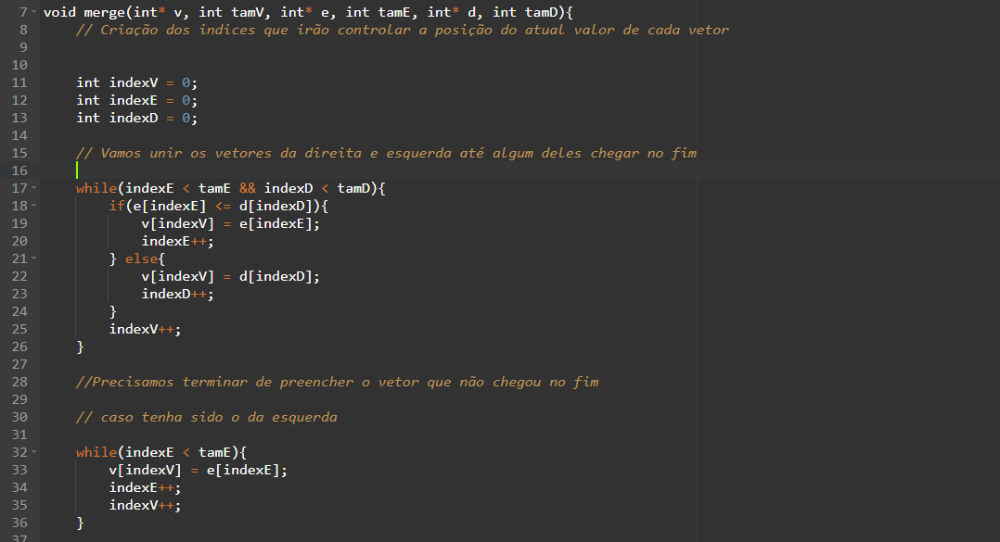 7 void merge(int* v, int tamV, int* e, int tamE, int* d, int tamD){
8 // Criação dos indices que irão controlar a posição do atual valor de cada vetor
9
10
11 int indexV = 0;
12 int indexE = 0;
13 int indexD = 0;
14
15 // Vamos unir os vetores da direita e esquerda até algum deles chegar no fim
16
17 while(indexE < tamE && indexD < tamD){
18 if(e[indexE] <= d[indexD]){
19 v[indexV] = e[indexE];
20 indexE++;
21 } else{
22 v[indexV] = d[indexD];
23 indexD++;
24 }
25 indexV++;
26 }
27
28 //Precisamos terminar de preencher o vetor que não chegou no fim
29
30 // caso tenha sido o da esquerda
31
32 while(indexE < tamE){
33 v[indexV] = e[indexE];
34 indexE++;
35 indexV++;
36 }
37